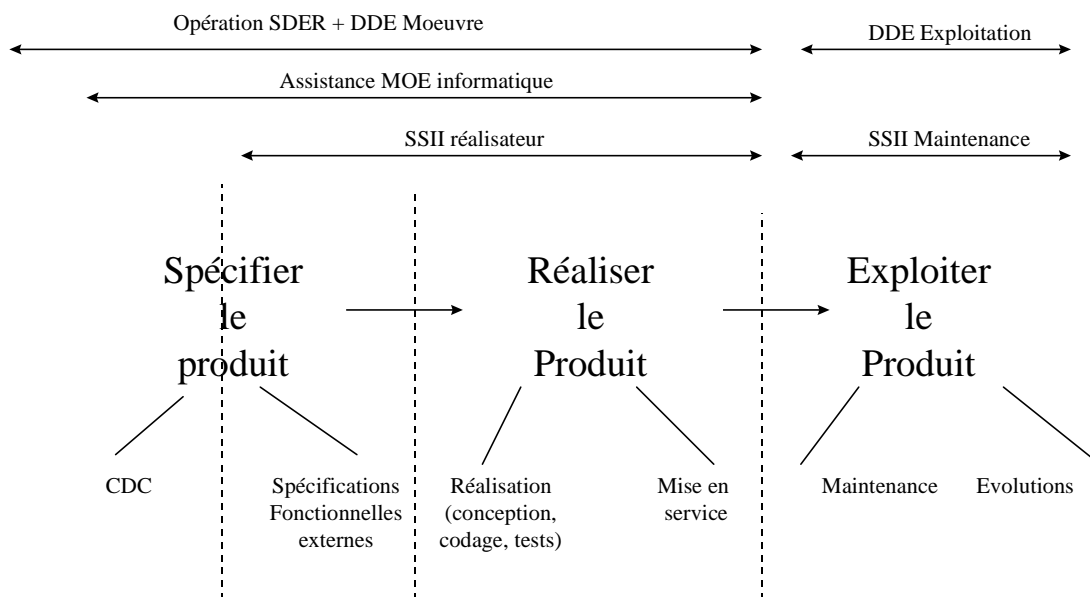 Opération SDER + DDE Moeuvre
DDE Exploitation
Assistance MOE informatique
SSII réalisateur
SSII Maintenance
Spécifier
le
produit
Réaliser
le
Produit
Exploiter
le
Produit
CDC
Spécifications
Fonctionnelles
externes
Réalisation
(conception,
codage, tests)
Mise en
service
Maintenance
Evolutions